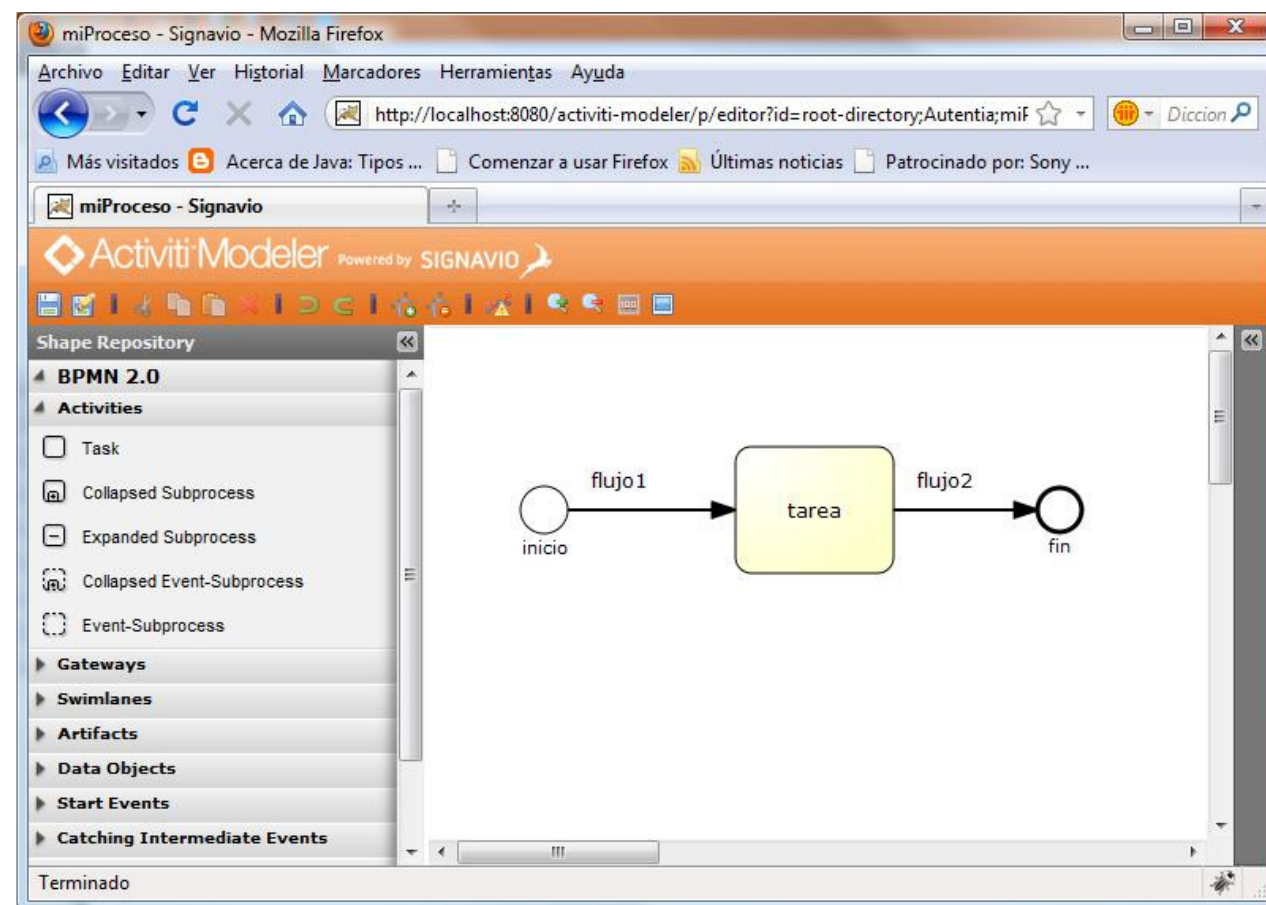 miProceso - Signavio - Mozilla Firefox
Archivo Editar Ver Historial Marcadores Herramientas Ayuda
http://localhost:8080/activiti-modeler/p/editor?id=root-directory;Autentia;miF
Diccion
Más visitados Acerca de Java: Tipos ... Comenzar a usar Firefox Últimas noticias Patrocinado por: Sony ...
miProceso - Signavio
Activiti Modeler Powered by SIGNAVIO
Shape Repository
BPMN 2.0
Activities
Task
Collapsed Subprocess
Expanded Subprocess
Collapsed Event-Subprocess
Event-Subprocess
Gateways
Swimlanes
Artifacts
Data Objects
Start Events
Catching Intermediate Events
flujo1
flujo2
tarea
inicio
fin
Terminado